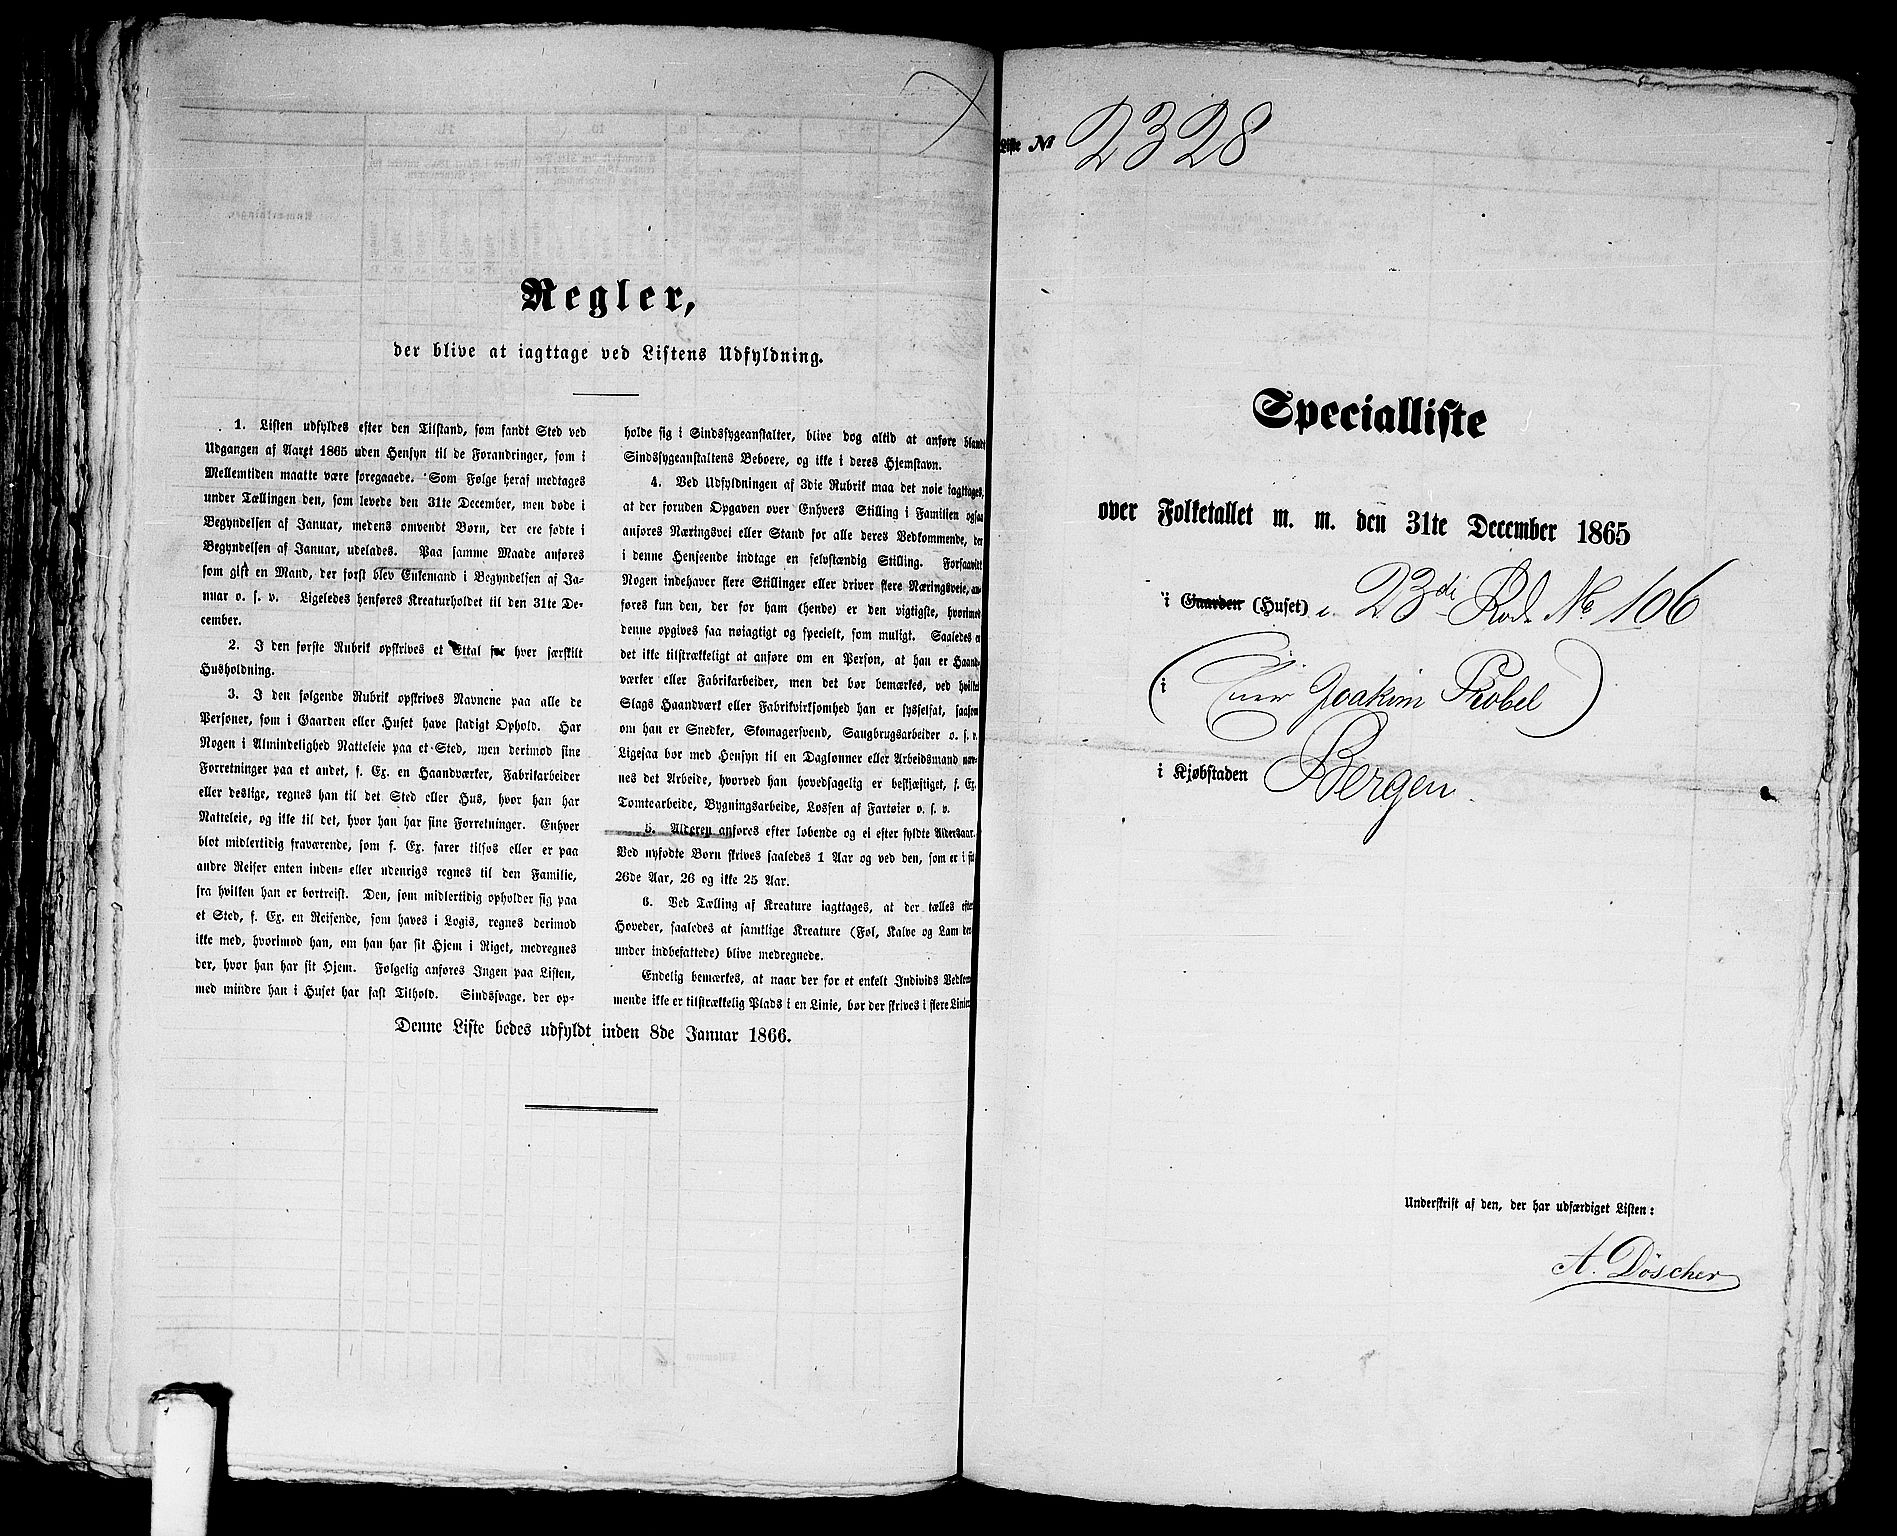 Regler,
der blive at iagttage ved Listens Udfyldning.
1. Listen udfyldes efter den Tilstand, som fandt Sted ved
Udgangen af Aaret 1865 uden Hensyn til de Forandringer, som i
Mellemtiden maatte være foregaaede. Som Følge heraf medtages
under Tællingen den, som levede den 31te December, men døde i
Begyndelsen af Januar, medens omvendt Børn, der ere fødte i
Begyndelsen af Januar, udelades. Paa samme Maade anføres
som gift en Mand, der først blev Enkemand i Begyndelsen af Ja-
nuar o. s. v. Ligeledes henføres Kreaturholdet til den 31te De-
cember.
2. I den første Rubrik opskrives et Ettal for hver særskilt
Husholdning.
3. I den følgende Rubrik opskrives Navnene paa alle de
Personer, som i Gaarden eller Huset have stadigt Ophold. Har
Nogen i Almindelighed Natteleie paa et Sted, men derimod sine
Forretninger paa et andet, f. Ex. en Haandværker, Fabrikarbeider
eller deslige, regnes han til det Sted eller Hus, hvor han har
Natteleie, og ikke til det, hvor han har sine Forretninger. Enhver
blot midlertidig fraværende, som f. Ex. farer tilsøs eller er paa
andre Reiser enten inden- eller udenrigs regnes til den Familie,
fra hvilken han er bortreist. Den, som midlertidig opholder sig paa
et Sted, f. Ex. en Reisende, som haves i Logis, regnes derimod
ikke med, hvorimod han, om han har sit Hjem i Riget, medregnes
der, hvor han har sit Hjem. Følgelig anføres Ingen paa Listen,
med mindre han i Huset har fast Tilhold. Sindssvage, der op-
holde sig i Sindssygeanstalter, blive dog altid at anføre blandt
Sindssygeanstaltens Beboere, og ikke i deres Hjemstavn.
4. Ved Udfyldningen af 3die Rubrik maa det nøie iagttages,
at der foruden Opgaven over Enhvers Stilling i Familien ogsaa
anføres Næringsvei eller Stand for alle deres Vedkommende, der
i denne Henseende indtage en selvstændig Stilling. Forsaavidt
Nogen indehaver flere Stillinger eller driver flere Næringsveie, an-
føres kun den, der for ham (hende) er den vigtigste, hvorimod
denne opgives saa nøiagtigt og specielt, som muligt. Saaledes er
det ikke tilstrækkeligt at anføre om en Person, at han er Haand-
værker eller Fabrikarbeider, men det bør bemærkes, ved hvilket
Slags Haandværk eller Fabrikvirksomhed han er sysselsat, saasom
om han er Snedker, Skomagersvend, Saugbrugsarbeider o. s. v.
Ligesaa bør med Hensyn til en Daglønner eller Arbeidsmand næv-
nes det Arbeide, hvorved han hovedsagelig er beskjæftiget, f. Ex.
Tomtearbeide, Bygningsarbeide, Lossen af Fartøier o. s. v.
5. Alderen anføres efter løbende og ei efter fyldte Aldersaar.
Ved nyfødte Børn skrives saaledes 1 Aar og ved den, som er i sit
26de Aar, 26 og ikke 25 Aar.
6. Ved Tælling af Kreature iagttages, at der tælles efter
Hoveder, saaledes at samtlige Kreature (Føl, Kalve og Lam der-
under indbefattede) blive medregnede.
Endelig bemærkes, at naar der for et enkelt Individs Vedkom-
mende ikke er tilstrækkelig Plads i en Linie, bør der skrives i flere Linier.
Denne Liste bedes udfyldt inden 8de Januar 1866.
Liste No 2328
Specialliste
over Folketallet m. m. den 31te December 1865
i Gaarden (Huset) i 23di Rode No 106
i ( Eier Joakim Probel )
i Kjøbstaden Bergen.
Underskrift af den, der har udfærdiget Listen:
A. Döscher